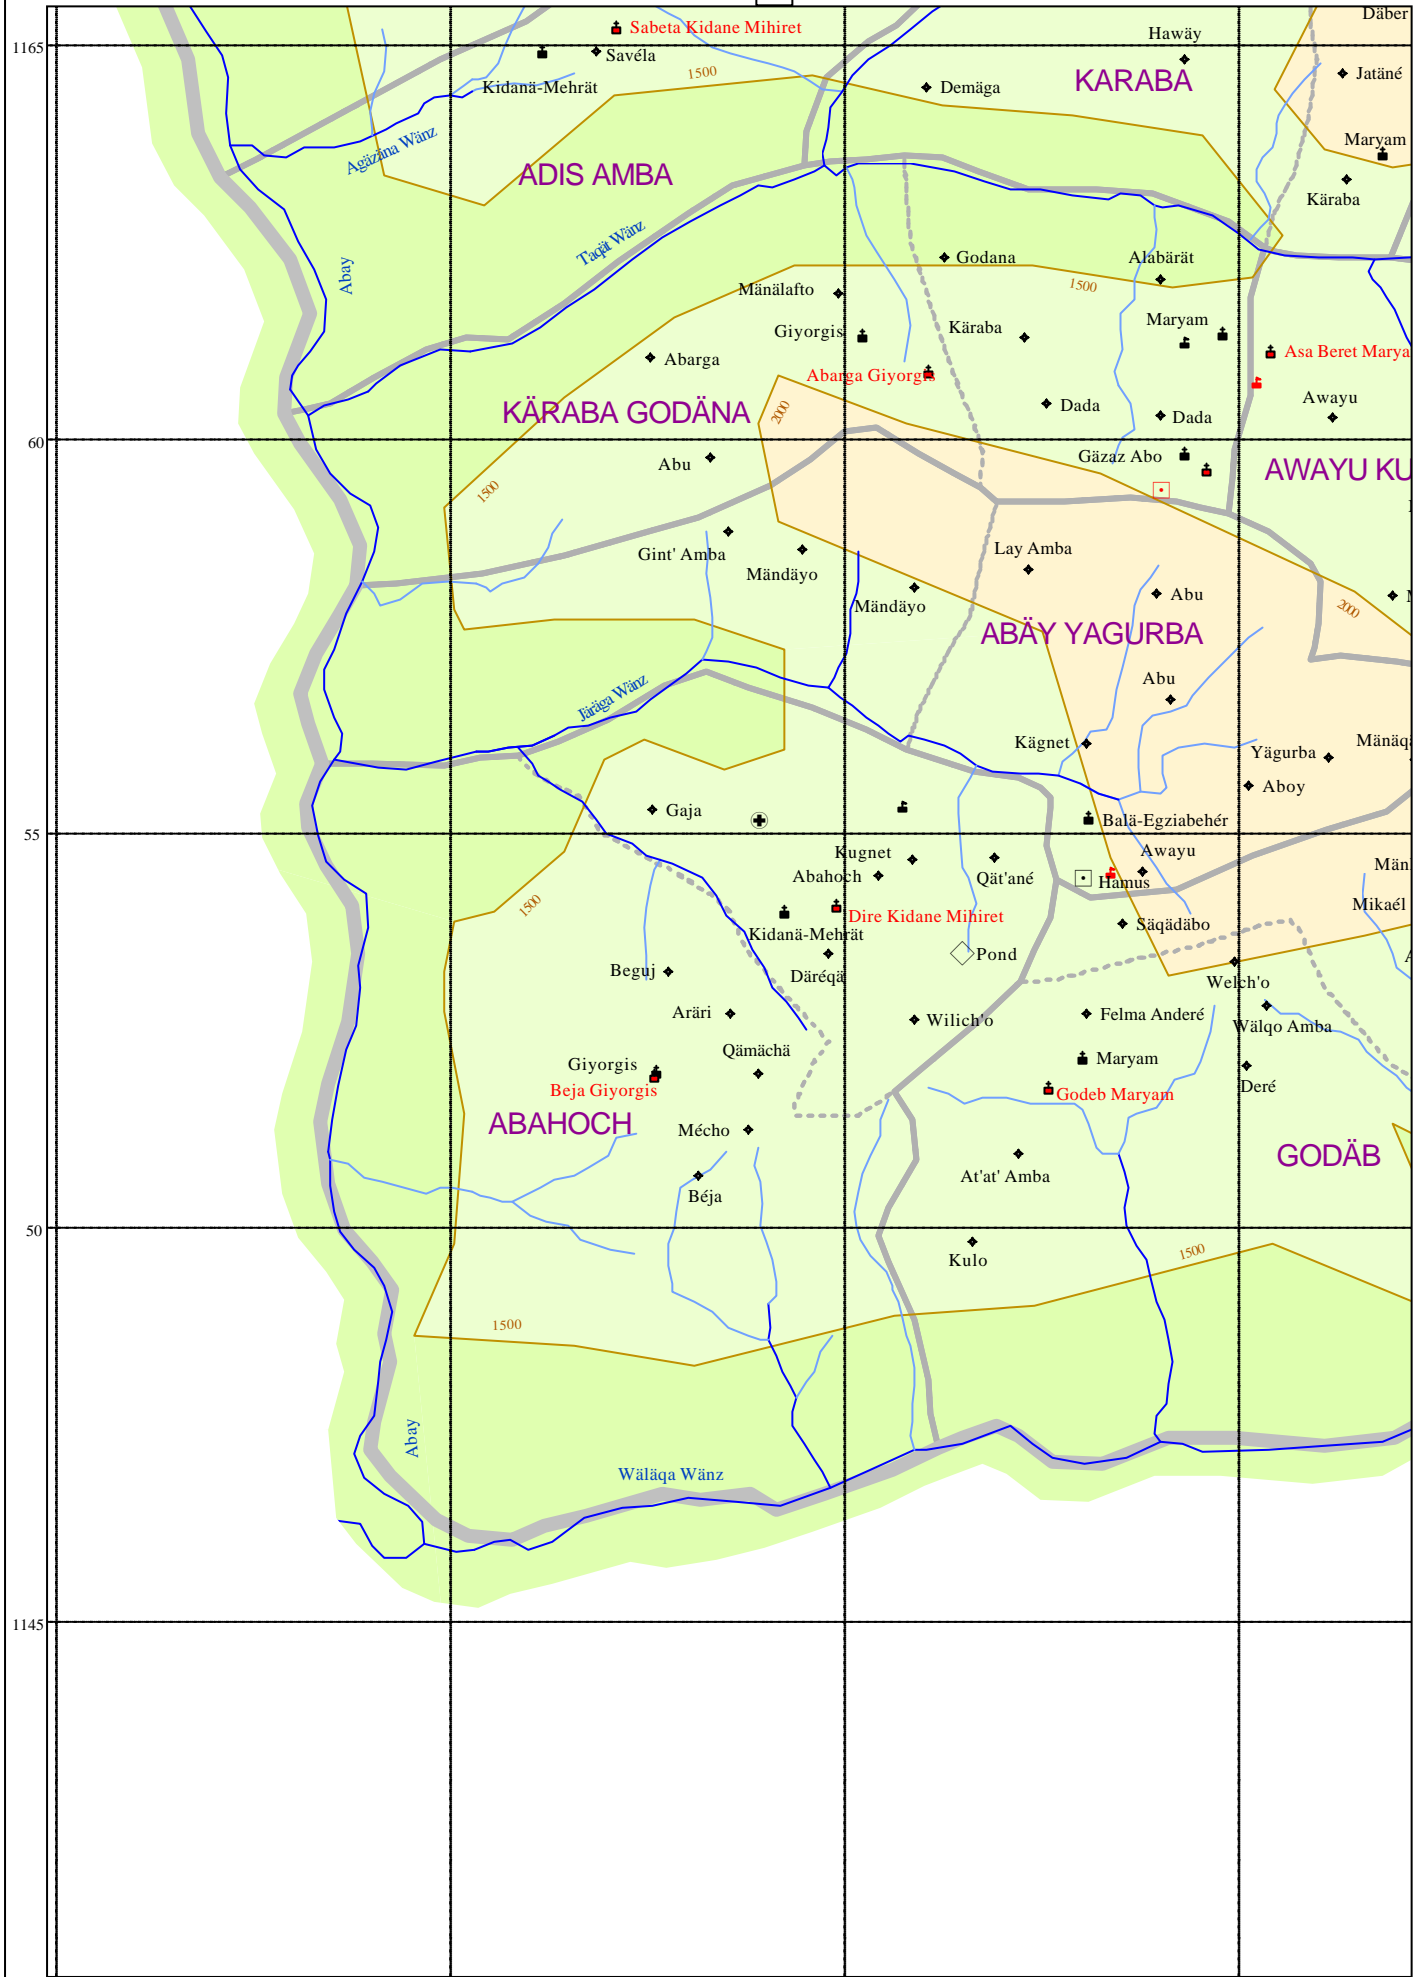 Däber
Sabeta Kidane Mihiret
Hawäy
1165
Savéla
1500
Jatäné
Kidanä-Mehrät
Demäga
KARABA
Agäzäna Wänz
Maryam
ADIS AMBA
Käraba
Taqät Wänz
Abay
Godana
Alabärät
1500
Mänälafto
Giyorgis
Käraba
Maryam
Abarga
Asa Beret Marya
Abarga Giyorgis
KÄRABA GODÄNA
2000
Dada
Dada
Awayu
60
Abu
Gäzaz Abo
AWAYU KU
1500
Gint' Amba
Mändäyo
Lay Amba
Mändäyo
Abu
2000
ABÄY YAGURBA
Järäga Wänz
Abu
Kägnet
Yägurba
Mänäqä
Aboy
Gaja
Balä-Egziabehér
55
Kugnet
Awayu
Abahoch
Qät'ané
Hamus
Män
1500
Dire Kidane Mihiret
Mikaél
Kidanä-Mehrät
Säqädäbo
Däréqä
Pond
Beguj
Welch'o
Aräri
Wilich'o
Felma Anderé
Wälqo Amba
Qämächä
Giyorgis
Maryam
Beja Giyorgis
Godeb Maryam
Deré
ABAHOCH
Mécho
GODÄB
At'at' Amba
Béja
50
Kulo
1500
1500
Abay
Wäläqa Wänz
1145